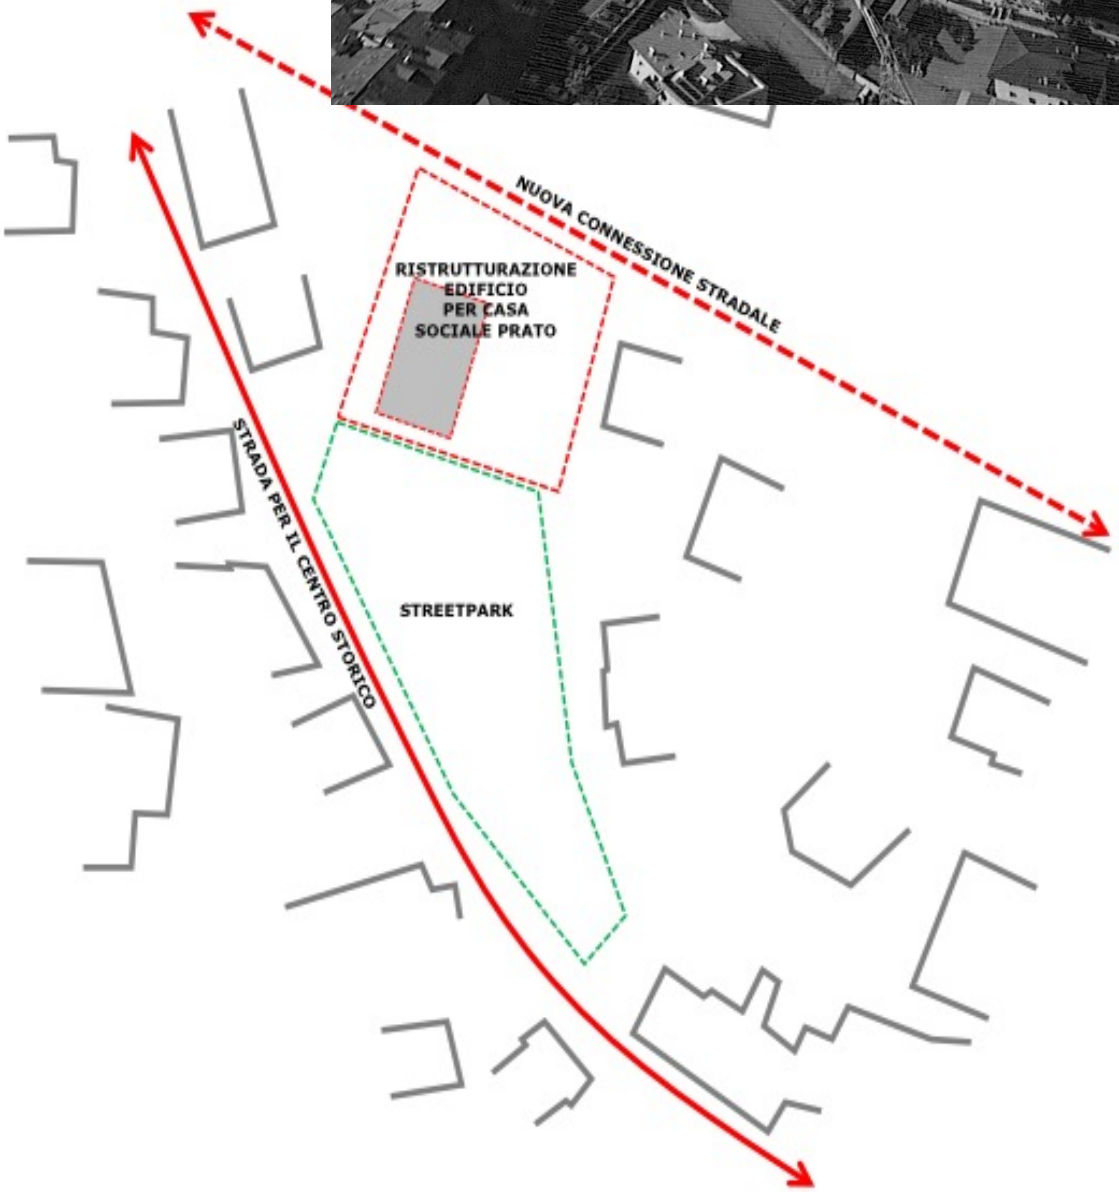 NUOVA CONNESSIONE STRADALE
RISTRUTTURAZIONE
EDIFICIO
PER CASA
SOCIALE PRATO
STRADA PER IL CENTRO STORICO
STREETPARK